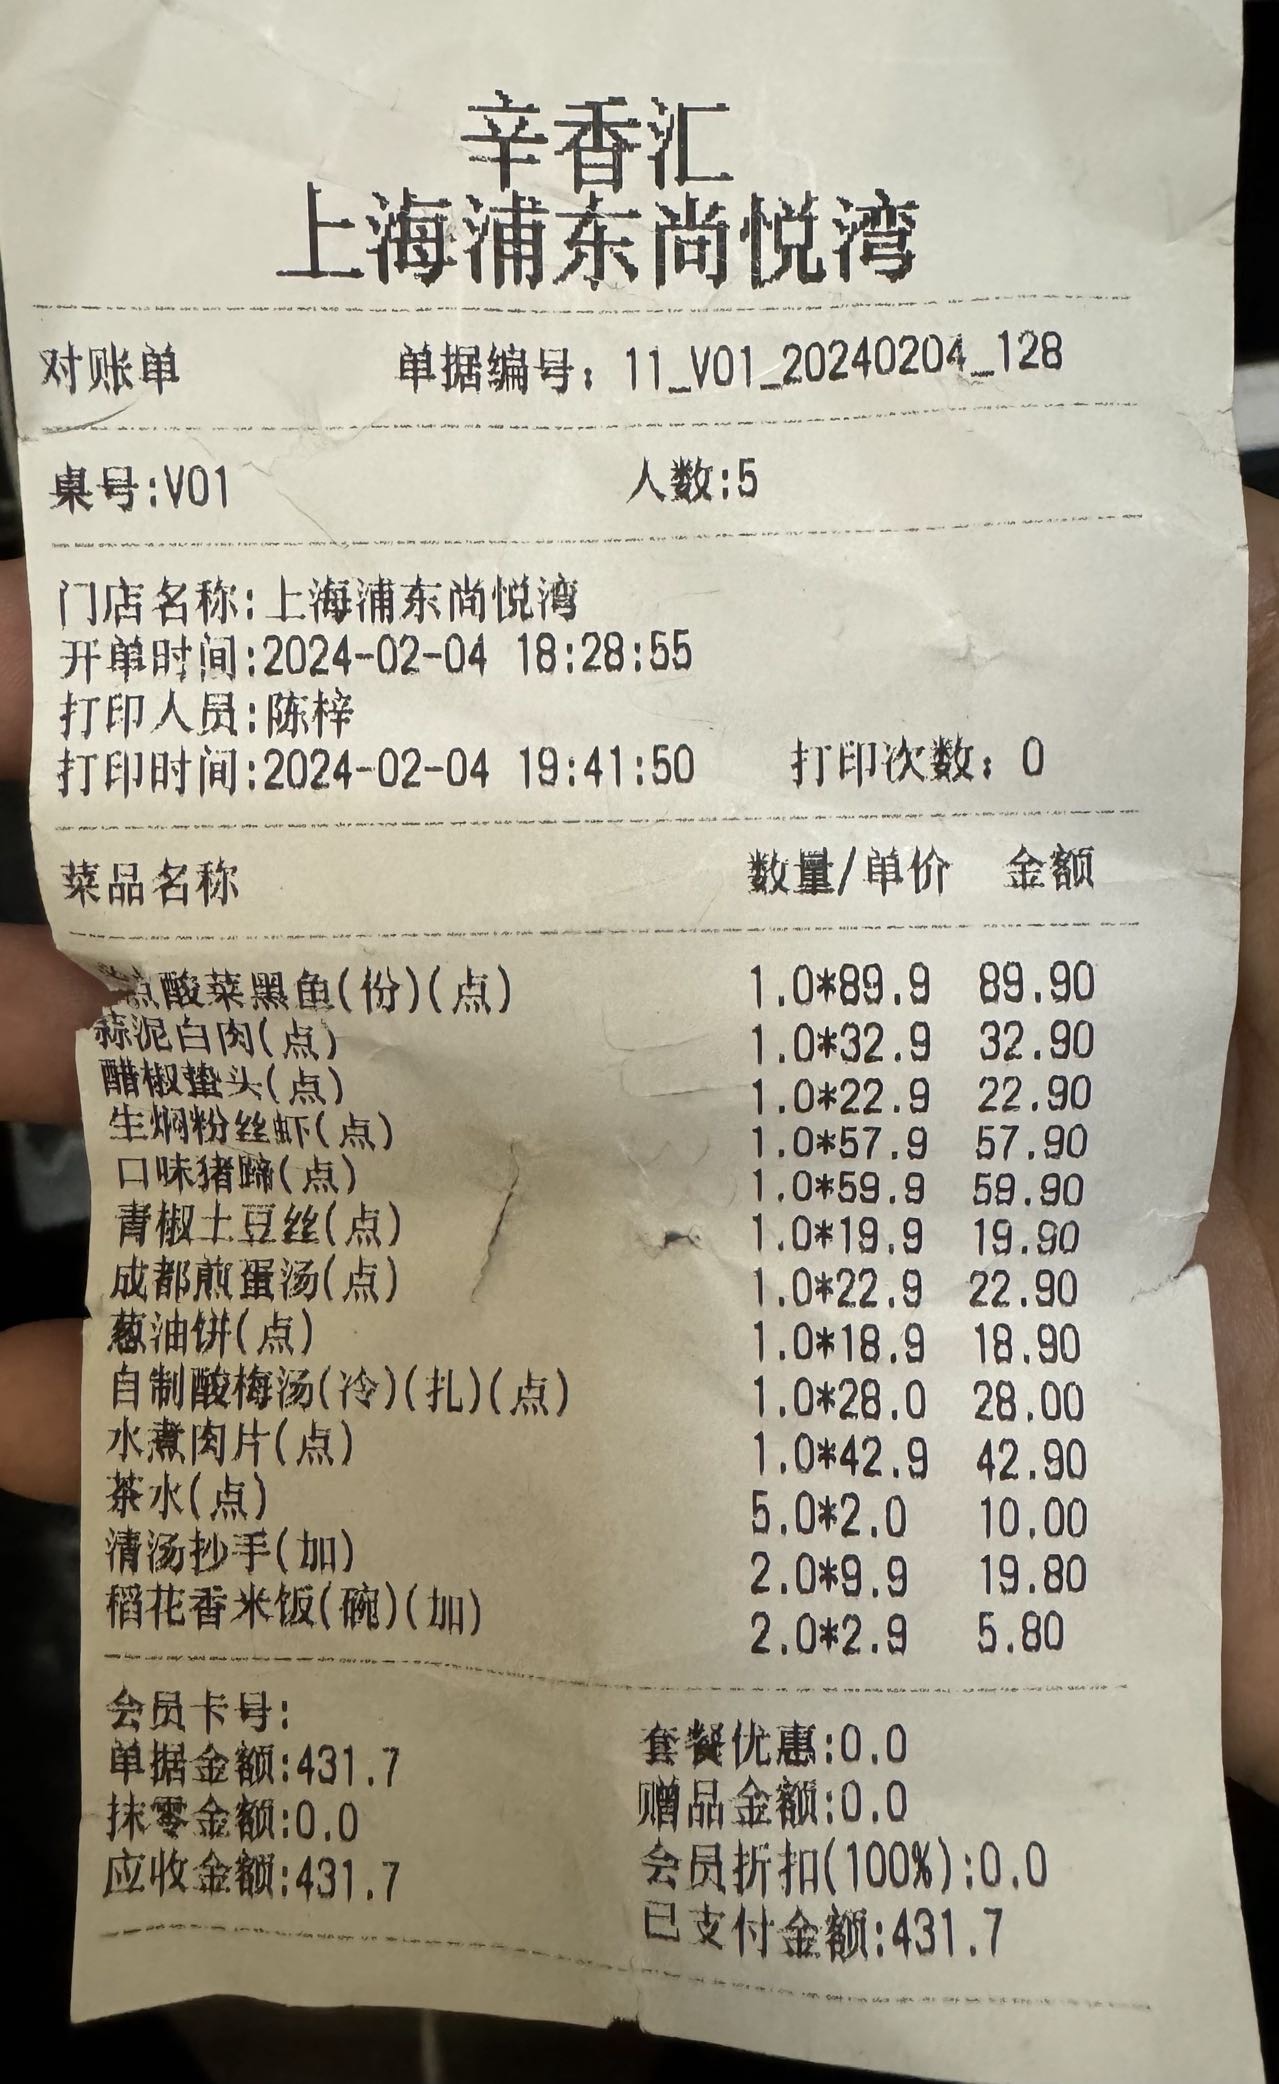 辛香汇
上海浦东尚悦湾
对账单 单据编号：11_V01_20240204_128
桌号:V01 人数:5
门店名称:上海浦东尚悦湾
开单时间:2024-02-04 18:28:55
打印人员:陈梓
打印时间:2024-02-04 19:41:50 打印次数：0
菜品名称 数量/单价 金额
点酸菜黑鱼(份)(点) 1.0*89.9 89.90
蒜泥白肉(点) 1.0*32.9 32.90
醋椒蛰头(点) 1.0*22.9 22.90
生焖粉丝虾(点) 1.0*57.9 57.90
口味猪蹄(点) 1.0*59.9 59.90
青椒土豆丝(点) 1.0*19.9 19.90
成都煎蛋汤(点) 1.0*22.9 22.90
葱油饼(点) 1.0*18.9 18.90
自制酸梅汤(冷)(扎)(点) 1.0*28.0 28.00
水煮肉片(点) 1.0*42.9 42.90
茶水(点) 5.0*2.0 10.00
清汤抄手(加) 2.0*9.9 19.80
稻花香米饭(碗)(加) 2.0*2.9 5.80
会员卡号:
套餐优惠:0.0
单据金额:431.7
赠品金额:0.0
抹零金额:0.0
会员折扣(100%):0.0
应收金额:431.7
已支付金额:431.7